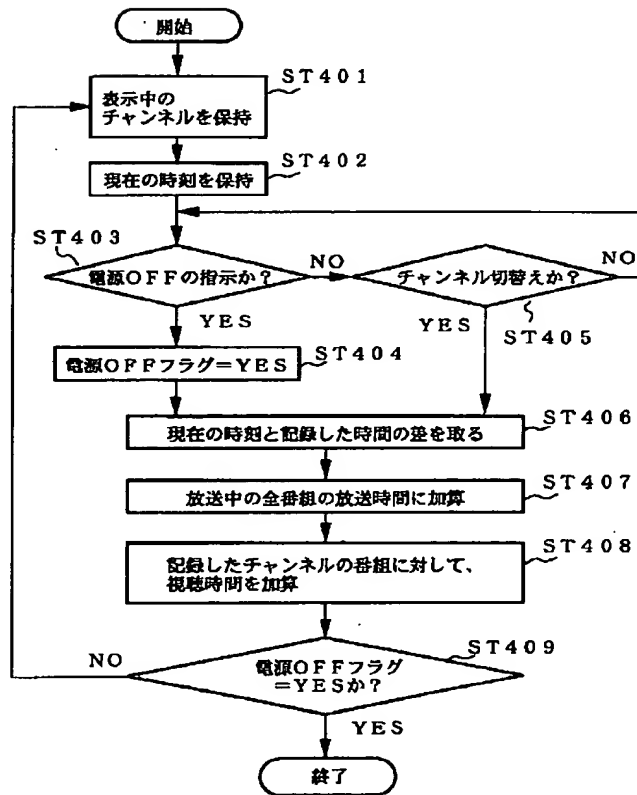 開始
ST401
表示中の
チャンネルを保持
ST402
現在の時刻を保持
ST403
電源OFFの指示か?
NO
チャンネル切替えか?
NO
YES
YES
ST405
ST404
電源OFFフラグ=YES
ST406
現在の時刻と記録した時間の差を取る
ST407
放送中の全番組の放送時間に加算
ST408
記録したチャンネルの番組に対して、
視聴時間を加算
ST409
NO
電源OFFフラグ
=YESか?
YES
終了